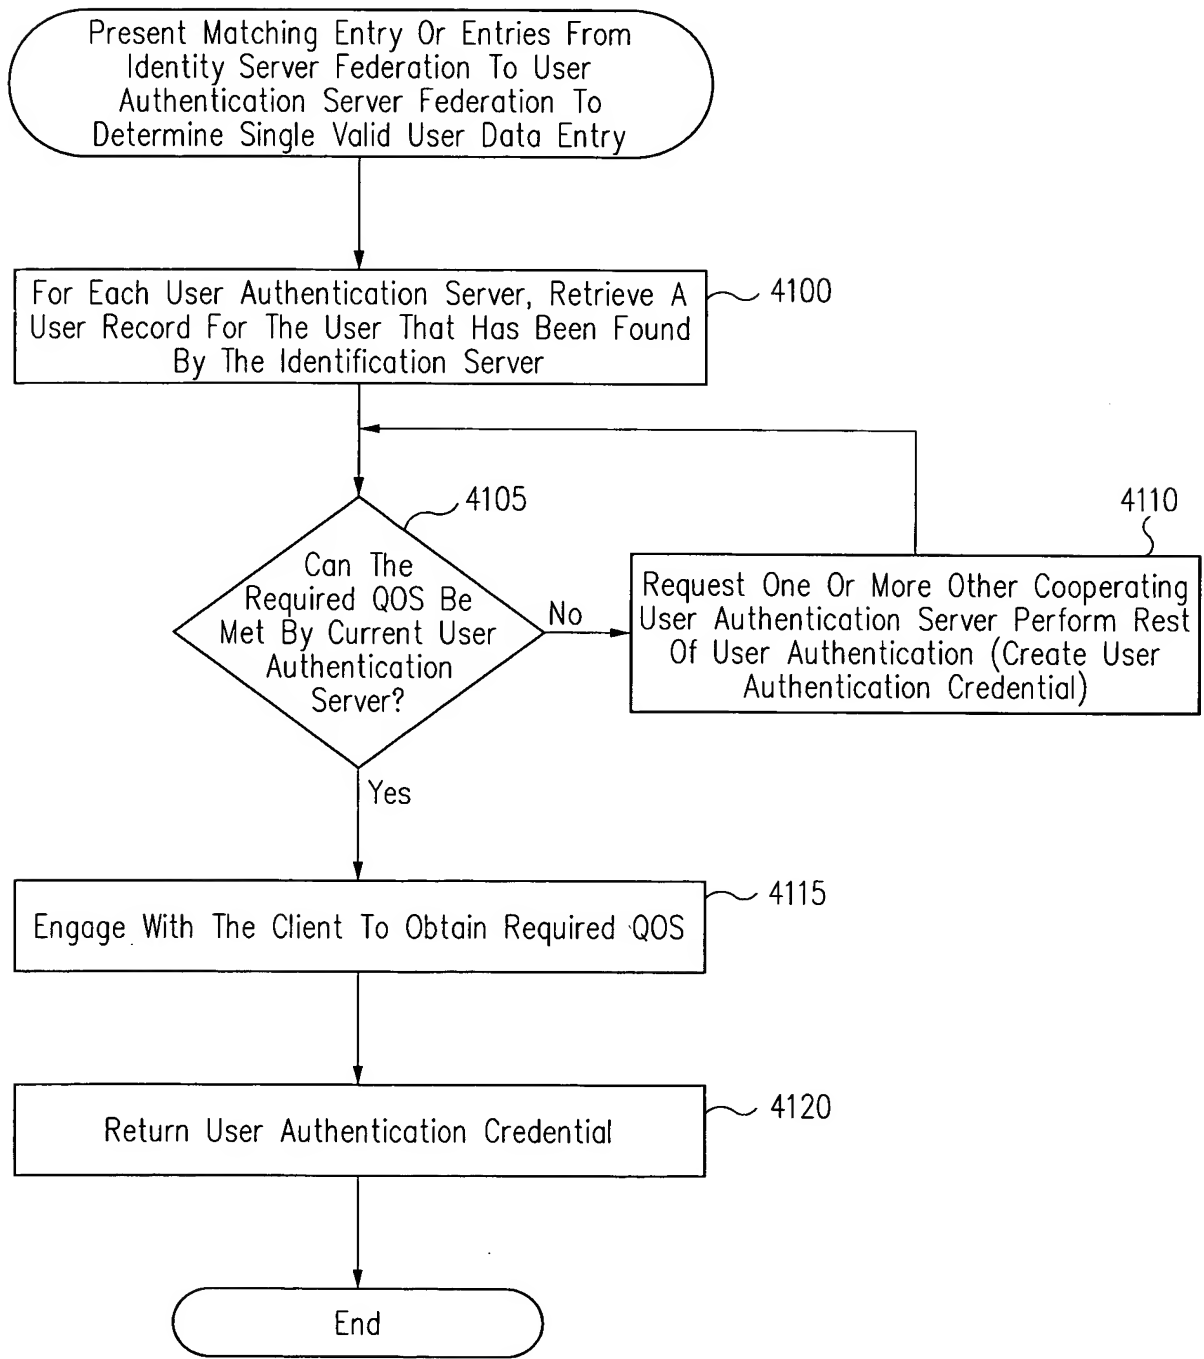 Present Matching Entry Or Entries From
Identity Server Federation To User
Authentication Server Federation To
Determine Single Valid User Data Entry
For Each User Authentication Server, Retrieve A
User Record For The User That Has Been Found
By The Identification Server
4100
4105
Can The
Required QOS Be
Met By Current User
Authentication
Server?
No
4110
Request One Or More Other Cooperating
User Authentication Server Perform Rest
Of User Authentication (Create User
Authentication Credential)
Yes
Engage With The Client To Obtain Required QOS
4115
Return User Authentication Credential
4120
End